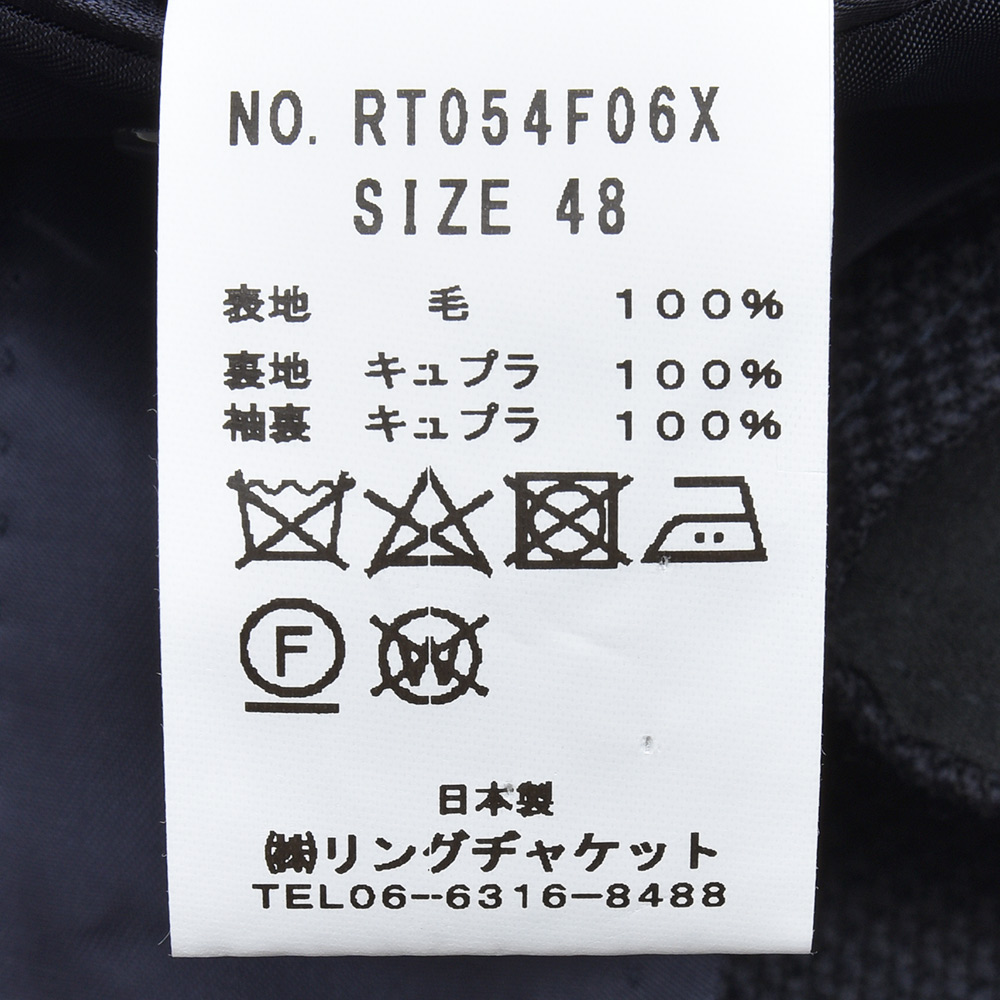 NO. RT054F06X
SIZE 48
表地 毛 100%
裏地 キュプラ 100%
袖裏 キュプラ 100%
F
W
日本製
㈱リングヂャケット
TEL06-6316-8488